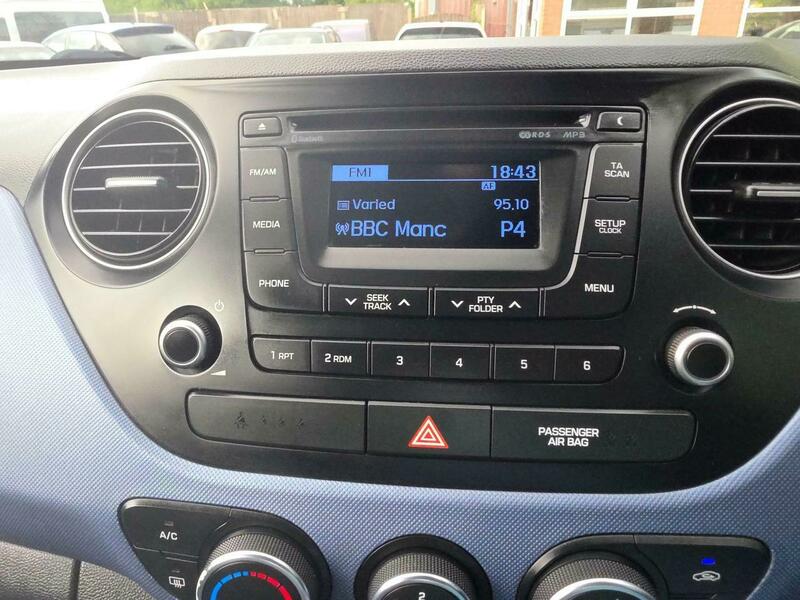 Bluetooth
R·D·S MP3
FM/AM
MEDIA
PHONE
FM1 18:43
AF
Varied 95.10
BBC Manc P4
TA
SCAN
SETUP
CLOCK
MENU
SEEK
TRACK
PTY
FOLDER
1 RPT 2 RDM 3 4 5 6
PASSENGER
AIR BAG
A/C
2